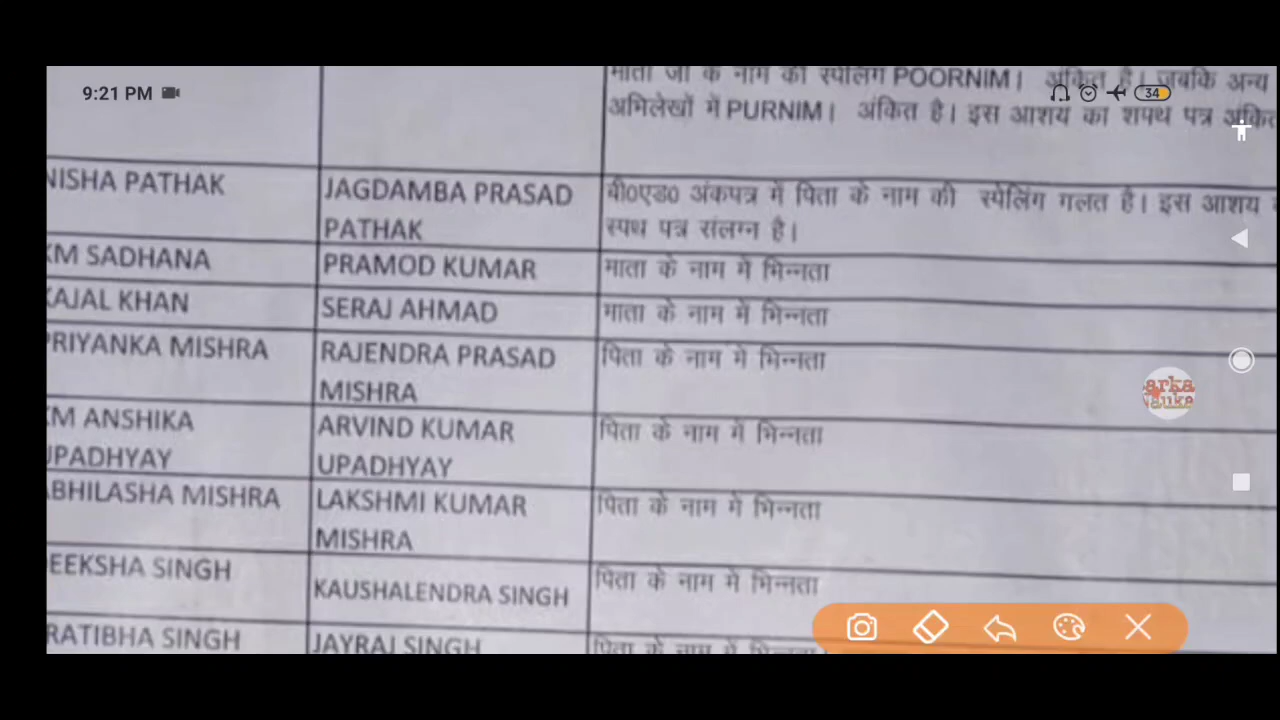 माता जी के नाम की स्पेलिंग POORNIM। अंकित है। जबकि अन्य
9:21 PM
34
अभिलेखों में PURNIM। अंकित है। इस आशय का शपथ पत्र अंकित
NISHA PATHAK JAGDAMBA PRASAD बी०एड० अंकपत्र में पिता के नाम की स्पेलिंग गलत है। इस आशय
PATHAK स्पथ पत्र संलग्न है।
KM SADHANA PRAMOD KUMAR माता के नाम में भिन्नता
KAJAL KHAN SERAJ AHMAD माता के नाम में भिन्नता
PRIYANKA MISHRA RAJENDRA PRASAD पिता के नाम में भिन्नता
MISHRA
KM ANSHIKA ARVIND KUMAR पिता के नाम में भिन्नता
UPADHYAY UPADHYAY
ABHILASHA MISHRA LAKSHMI KUMAR पिता के नाम में भिन्नता
MISHRA
EEKSHA SINGH KAUSHALENDRA SINGH पिता के नाम में भिन्नता
RATIBHA SINGH JAYRAJ SINGH पिता के नाम में भिन्नता